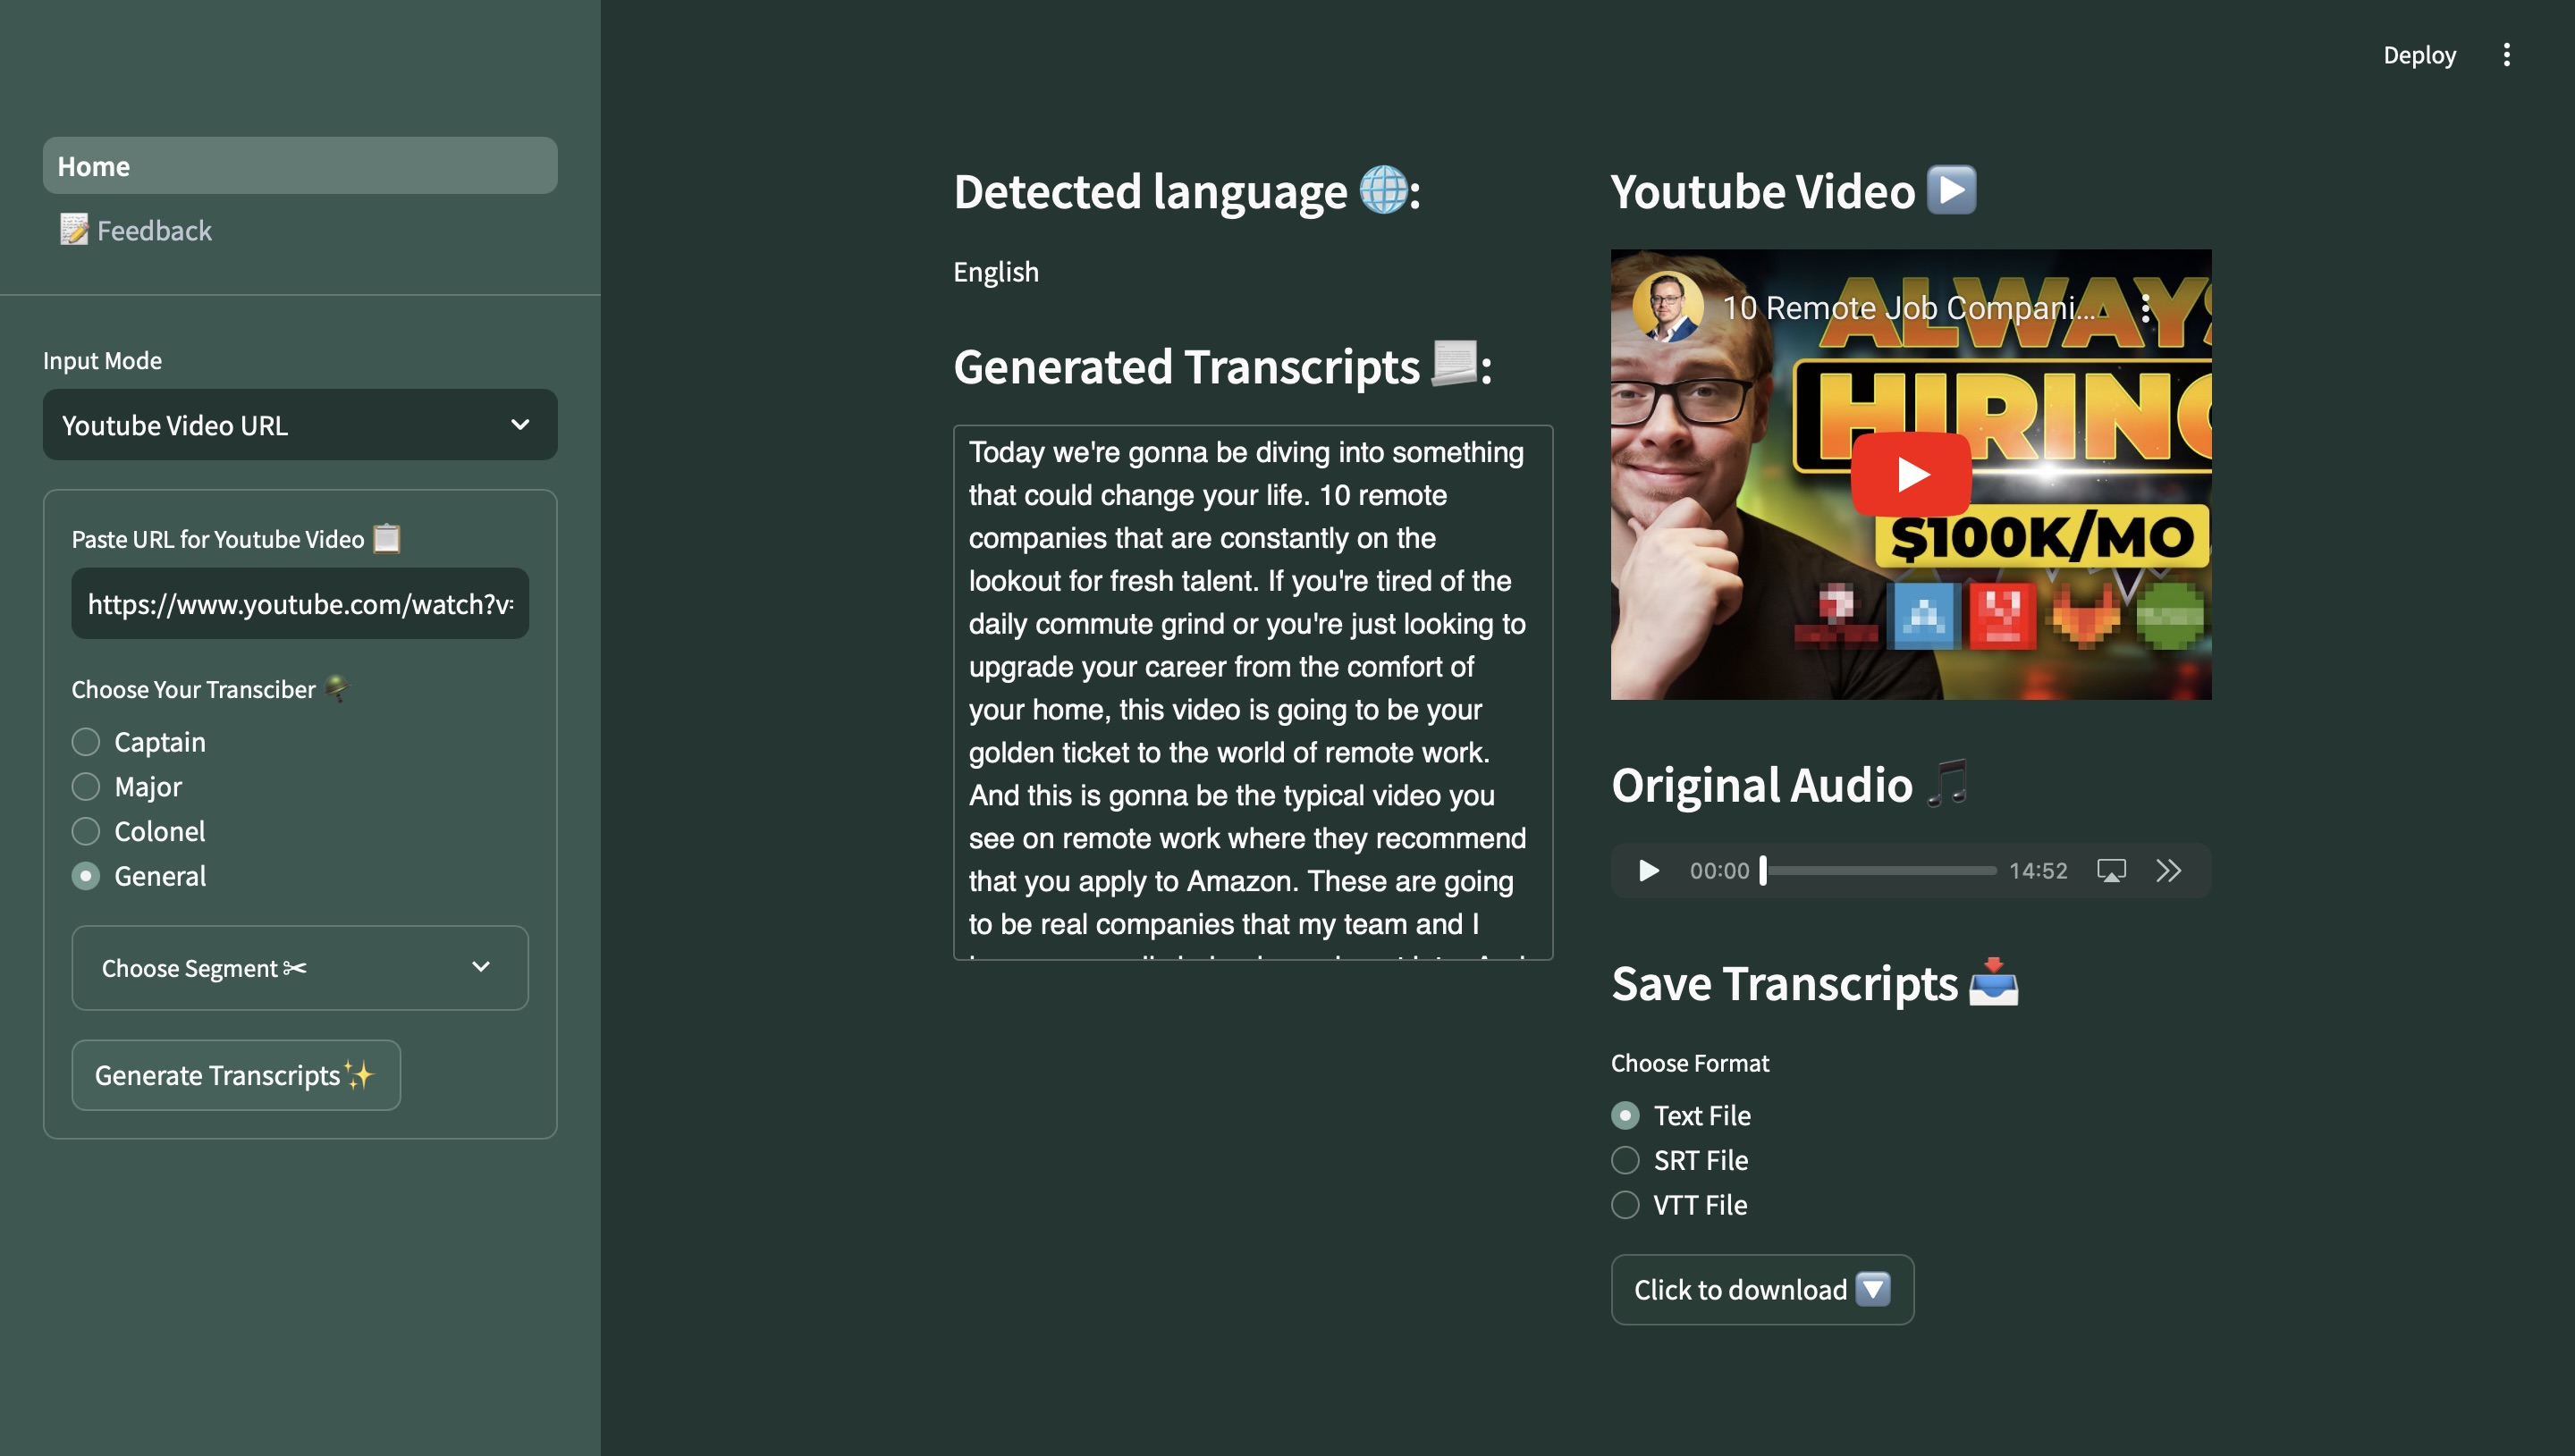 Deploy
Home
Feedback
Input Mode
Youtube Video URL
Paste URL for Youtube Video
https://www.youtube.com/watch?v=
Choose Your Transciber
Captain
Major
Colonel
General
Choose Segment
Generate Transcripts
Detected language :
English
Generated Transcripts :
Today we're gonna be diving into something
that could change your life. 10 remote
companies that are constantly on the
lookout for fresh talent. If you're tired of the
daily commute grind or you're just looking to
upgrade your career from the comfort of
your home, this video is going to be your
golden ticket to the world of remote work.
And this is gonna be the typical video you
see on remote work where they recommend
that you apply to Amazon. These are going
to be real companies that my team and I
Youtube Video
10 Remote Job Compani...
ALWAYS
HIRING
$100K/MO
Original Audio
00:00
14:52
Save Transcripts
Choose Format
Text File
SRT File
VTT File
Click to download